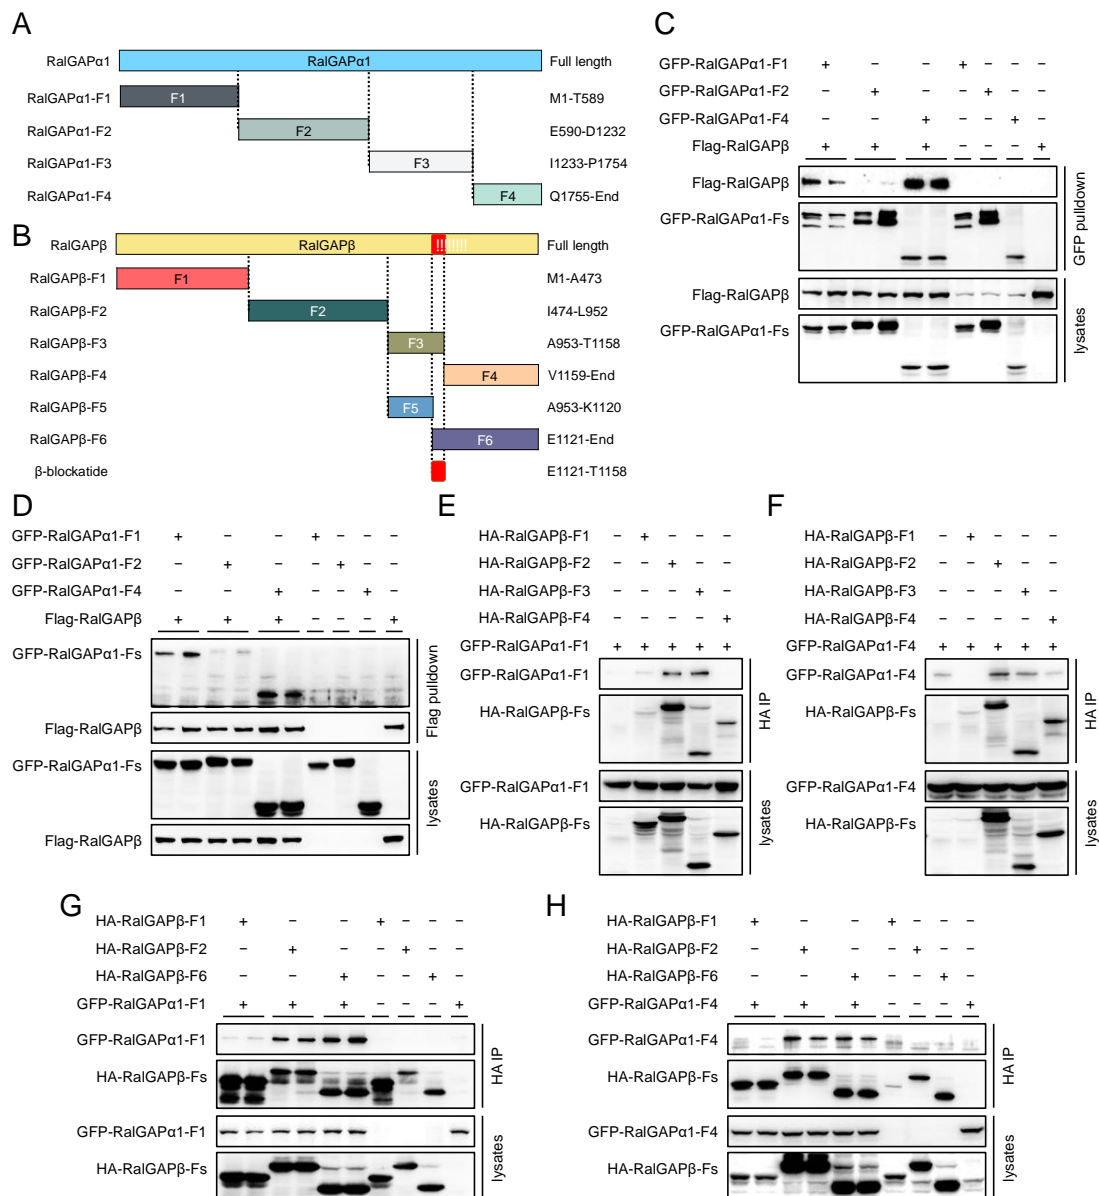 A
RalGAPα1 RalGAPα1 Full length
RalGAPα1-F1 F1 M1-T589
RalGAPα1-F2 F2 E590-D1232
RalGAPα1-F3 F3 I1233-P1754
RalGAPα1-F4 F4 Q1755-End
B
RalGAPβ RalGAPβ !!!!!!!! Full length
RalGAPβ-F1 F1 M1-A473
RalGAPβ-F2 F2 I474-L952
RalGAPβ-F3 F3 A953-T1158
RalGAPβ-F4 F4 V1159-End
RalGAPβ-F5 F5 A953-K1120
RalGAPβ-F6 F6 E1121-End
β-blockatide E1121-T1158
C
GFP-RalGAPα1-F1 + − − + − − −
GFP-RalGAPα1-F2 − + − − + − −
GFP-RalGAPα1-F4 − − + − − + −
Flag-RalGAPβ + + + − − − +
Flag-RalGAPβ
GFP-RalGAPα1-Fs
GFP pulldown
Flag-RalGAPβ
GFP-RalGAPα1-Fs
lysates
D
GFP-RalGAPα1-F1 + − − + − − −
GFP-RalGAPα1-F2 − + − − + − −
GFP-RalGAPα1-F4 − − + − − + −
Flag-RalGAPβ + + + − − − +
GFP-RalGAPα1-Fs
Flag-RalGAPβ
Flag pulldown
GFP-RalGAPα1-Fs
Flag-RalGAPβ
lysates
E
HA-RalGAPβ-F1 − + − − −
HA-RalGAPβ-F2 − − + − −
HA-RalGAPβ-F3 − − − + −
HA-RalGAPβ-F4 − − − − +
GFP-RalGAPα1-F1 + + + + +
GFP-RalGAPα1-F1
HA-RalGAPβ-Fs
HA IP
GFP-RalGAPα1-F1
HA-RalGAPβ-Fs
lysates
F
HA-RalGAPβ-F1 − + − − −
HA-RalGAPβ-F2 − − + − −
HA-RalGAPβ-F3 − − − + −
HA-RalGAPβ-F4 − − − − +
GFP-RalGAPα1-F4 + + + + +
GFP-RalGAPα1-F4
HA-RalGAPβ-Fs
HA IP
GFP-RalGAPα1-F4
HA-RalGAPβ-Fs
lysates
G
HA-RalGAPβ-F1 + − − + − − −
HA-RalGAPβ-F2 − + − − + − −
HA-RalGAPβ-F6 − − + − − + −
GFP-RalGAPα1-F1 + + + − − − +
GFP-RalGAPα1-F1
HA-RalGAPβ-Fs
HA IP
GFP-RalGAPα1-F1
HA-RalGAPβ-Fs
lysates
H
HA-RalGAPβ-F1 + − − + − − −
HA-RalGAPβ-F2 − + − − + − −
HA-RalGAPβ-F6 − − + − − + −
GFP-RalGAPα1-F4 + + + − − − +
GFP-RalGAPα1-F4
HA-RalGAPβ-Fs
HA IP
GFP-RalGAPα1-F4
HA-RalGAPβ-Fs
lysates